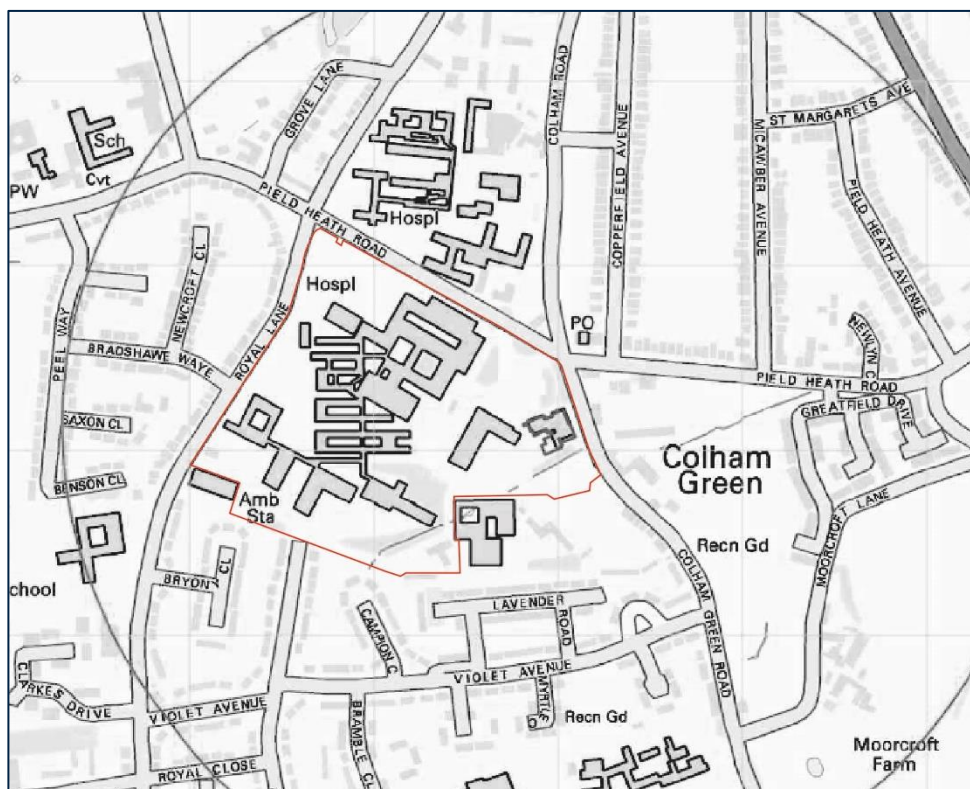 GROVE LANE
COLHAM ROAD
COPPERFIELD AVENUE
MICAWBER AVENUE
ST MARGARETS AVE
Sch
Cvt
PW
PIELD HEATH ROAD
Hospl
PIELD HEATH AVENUE
Hospl
NEWCROFT CL
ROYAL LANE
PEEL WAY
BRADSHAWE WAYE
PO
NEWLYN C
PIELD HEATH ROAD
GREATFIELD DRIVE
SAXON CL
Colham
Green
BENSON CL
Amb
Sta
Recn Gd
MOORCROFT LANE
chool
BRYONY CL
COLHAM GREEN ROAD
LAVENDER ROAD
CAMPION C
VIOLET AVENUE
CLARKES DRIVE
VIOLET AVENUE
MYRTLE C
Recn Gd
BRAMBLE CL
ROYAL CLOSE
Moorcroft
Farm